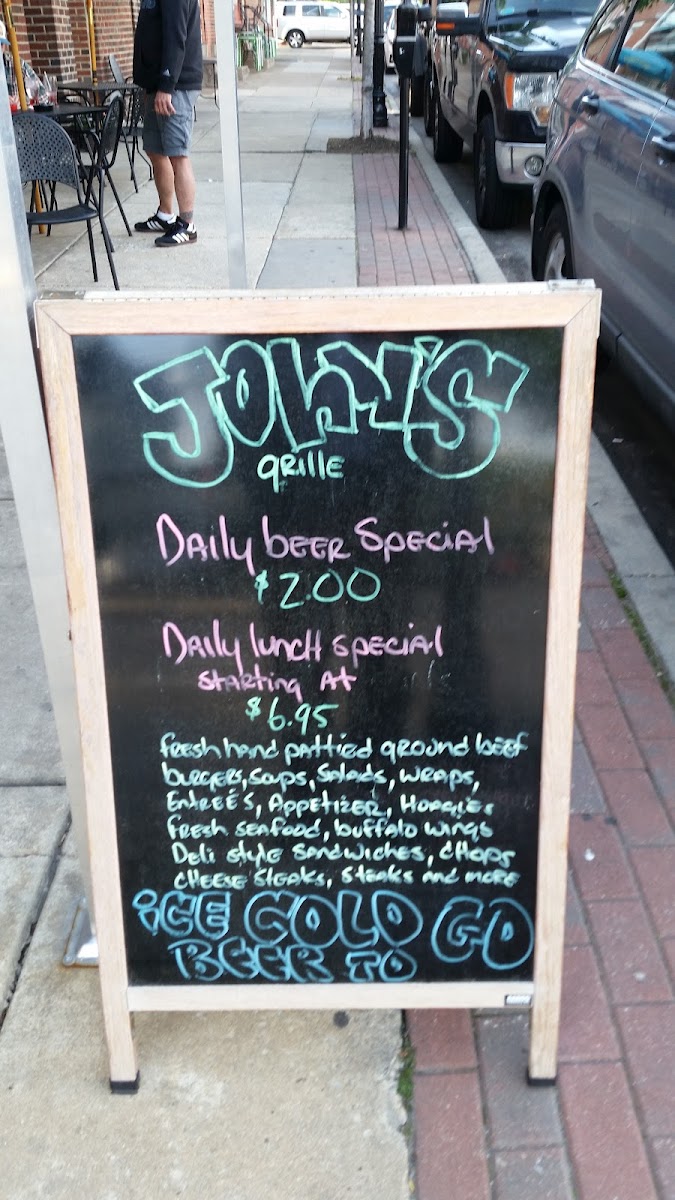 JOHN'S
grille
Daily beer Special
$2.00
Daily lunch special
starting At
$6.95
fresh hand pattied ground beef
burgers, soups, salads, wraps,
Entreé's, Appetizer, Hoagies
fresh seafood, buffalo wings
Deli style sandwiches, chops
cheese steaks, steaks and more
iCE COLD GO
BEER TO